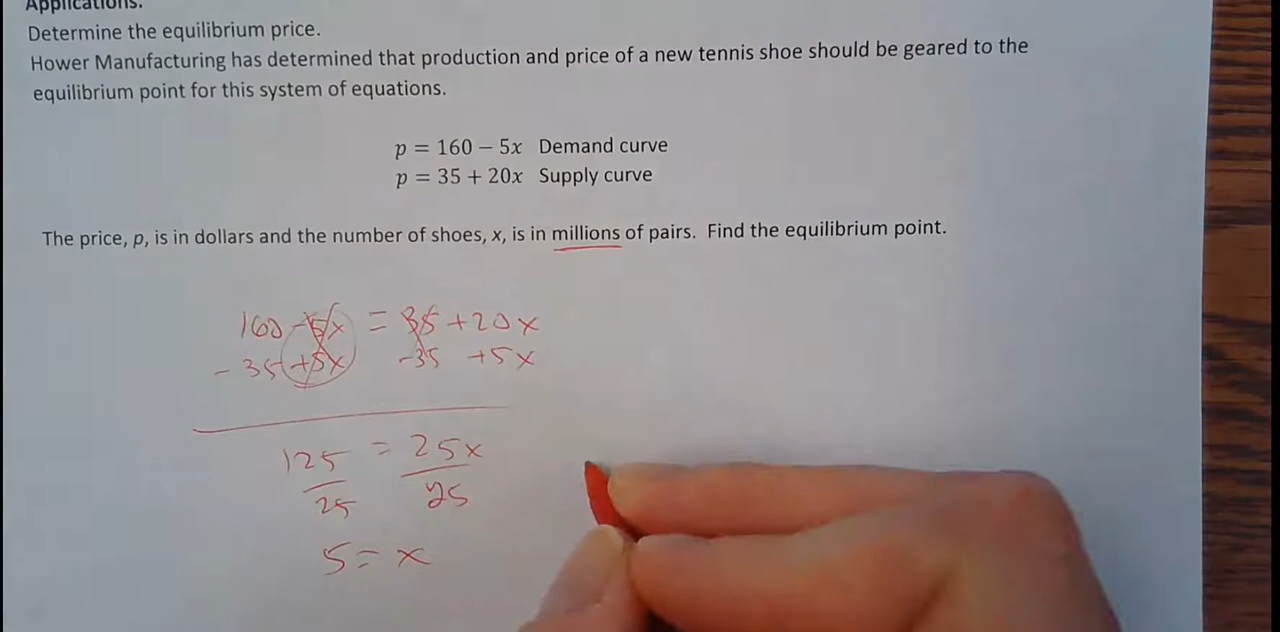 Applications.
Determine the equilibrium price.
Hower Manufacturing has determined that production and price of a new tennis shoe should be geared to the
equilibrium point for this system of equations.
p = 160 – 5x Demand curve
p = 35 + 20x Supply curve
The price, p, is in dollars and the number of shoes, x, is in millions of pairs. Find the equilibrium point.
160 - 5x = 35 + 20x
- 35 + 5x - 35 + 5x
125 = 25x
25 25
5 = x